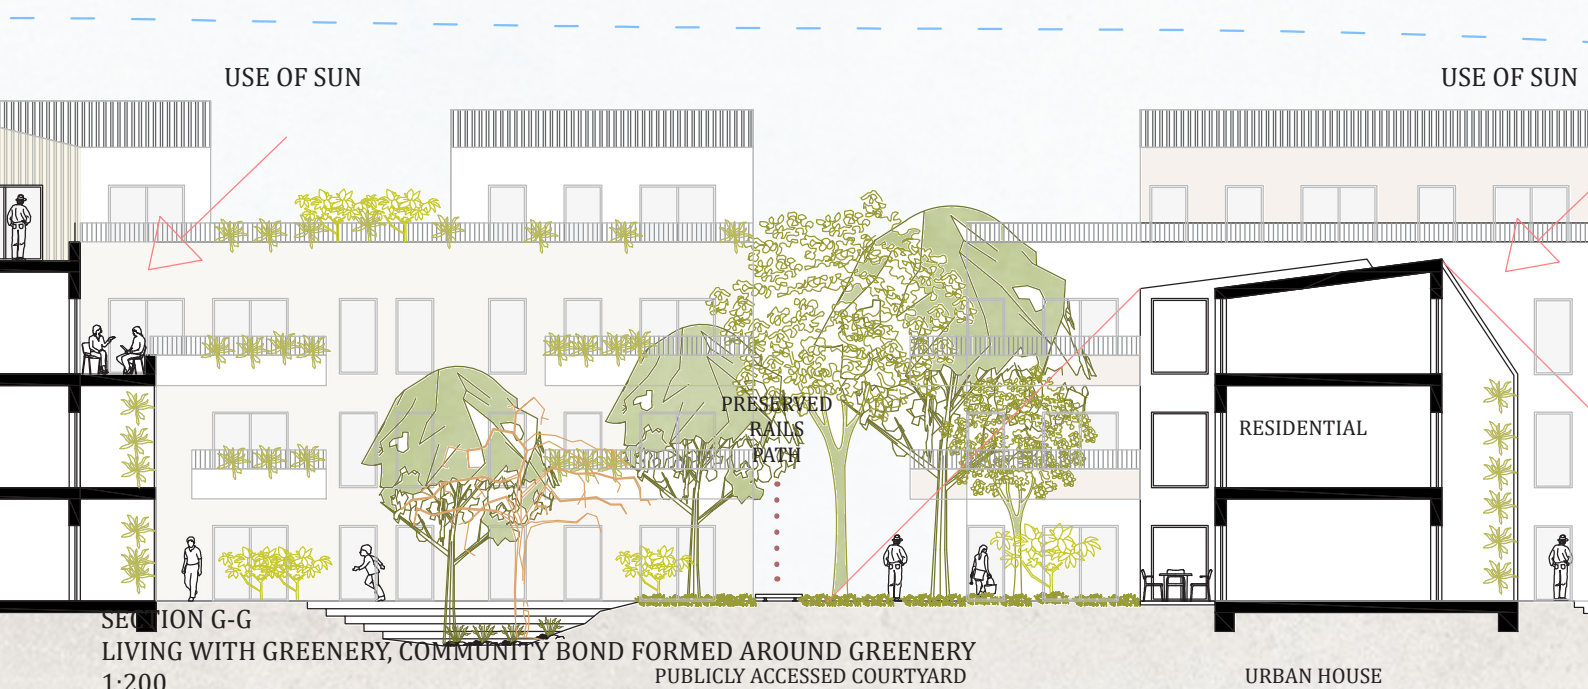 USE OF SUN
USE OF SUN
PRESERVED
RAILS
PATH
RESIDENTIAL
SECTION G-G
LIVING WITH GREENERY, COMMUNITY BOND FORMED AROUND GREENERY
1:200
PUBLICLY ACCESSED COURTYARD
URBAN HOUSE